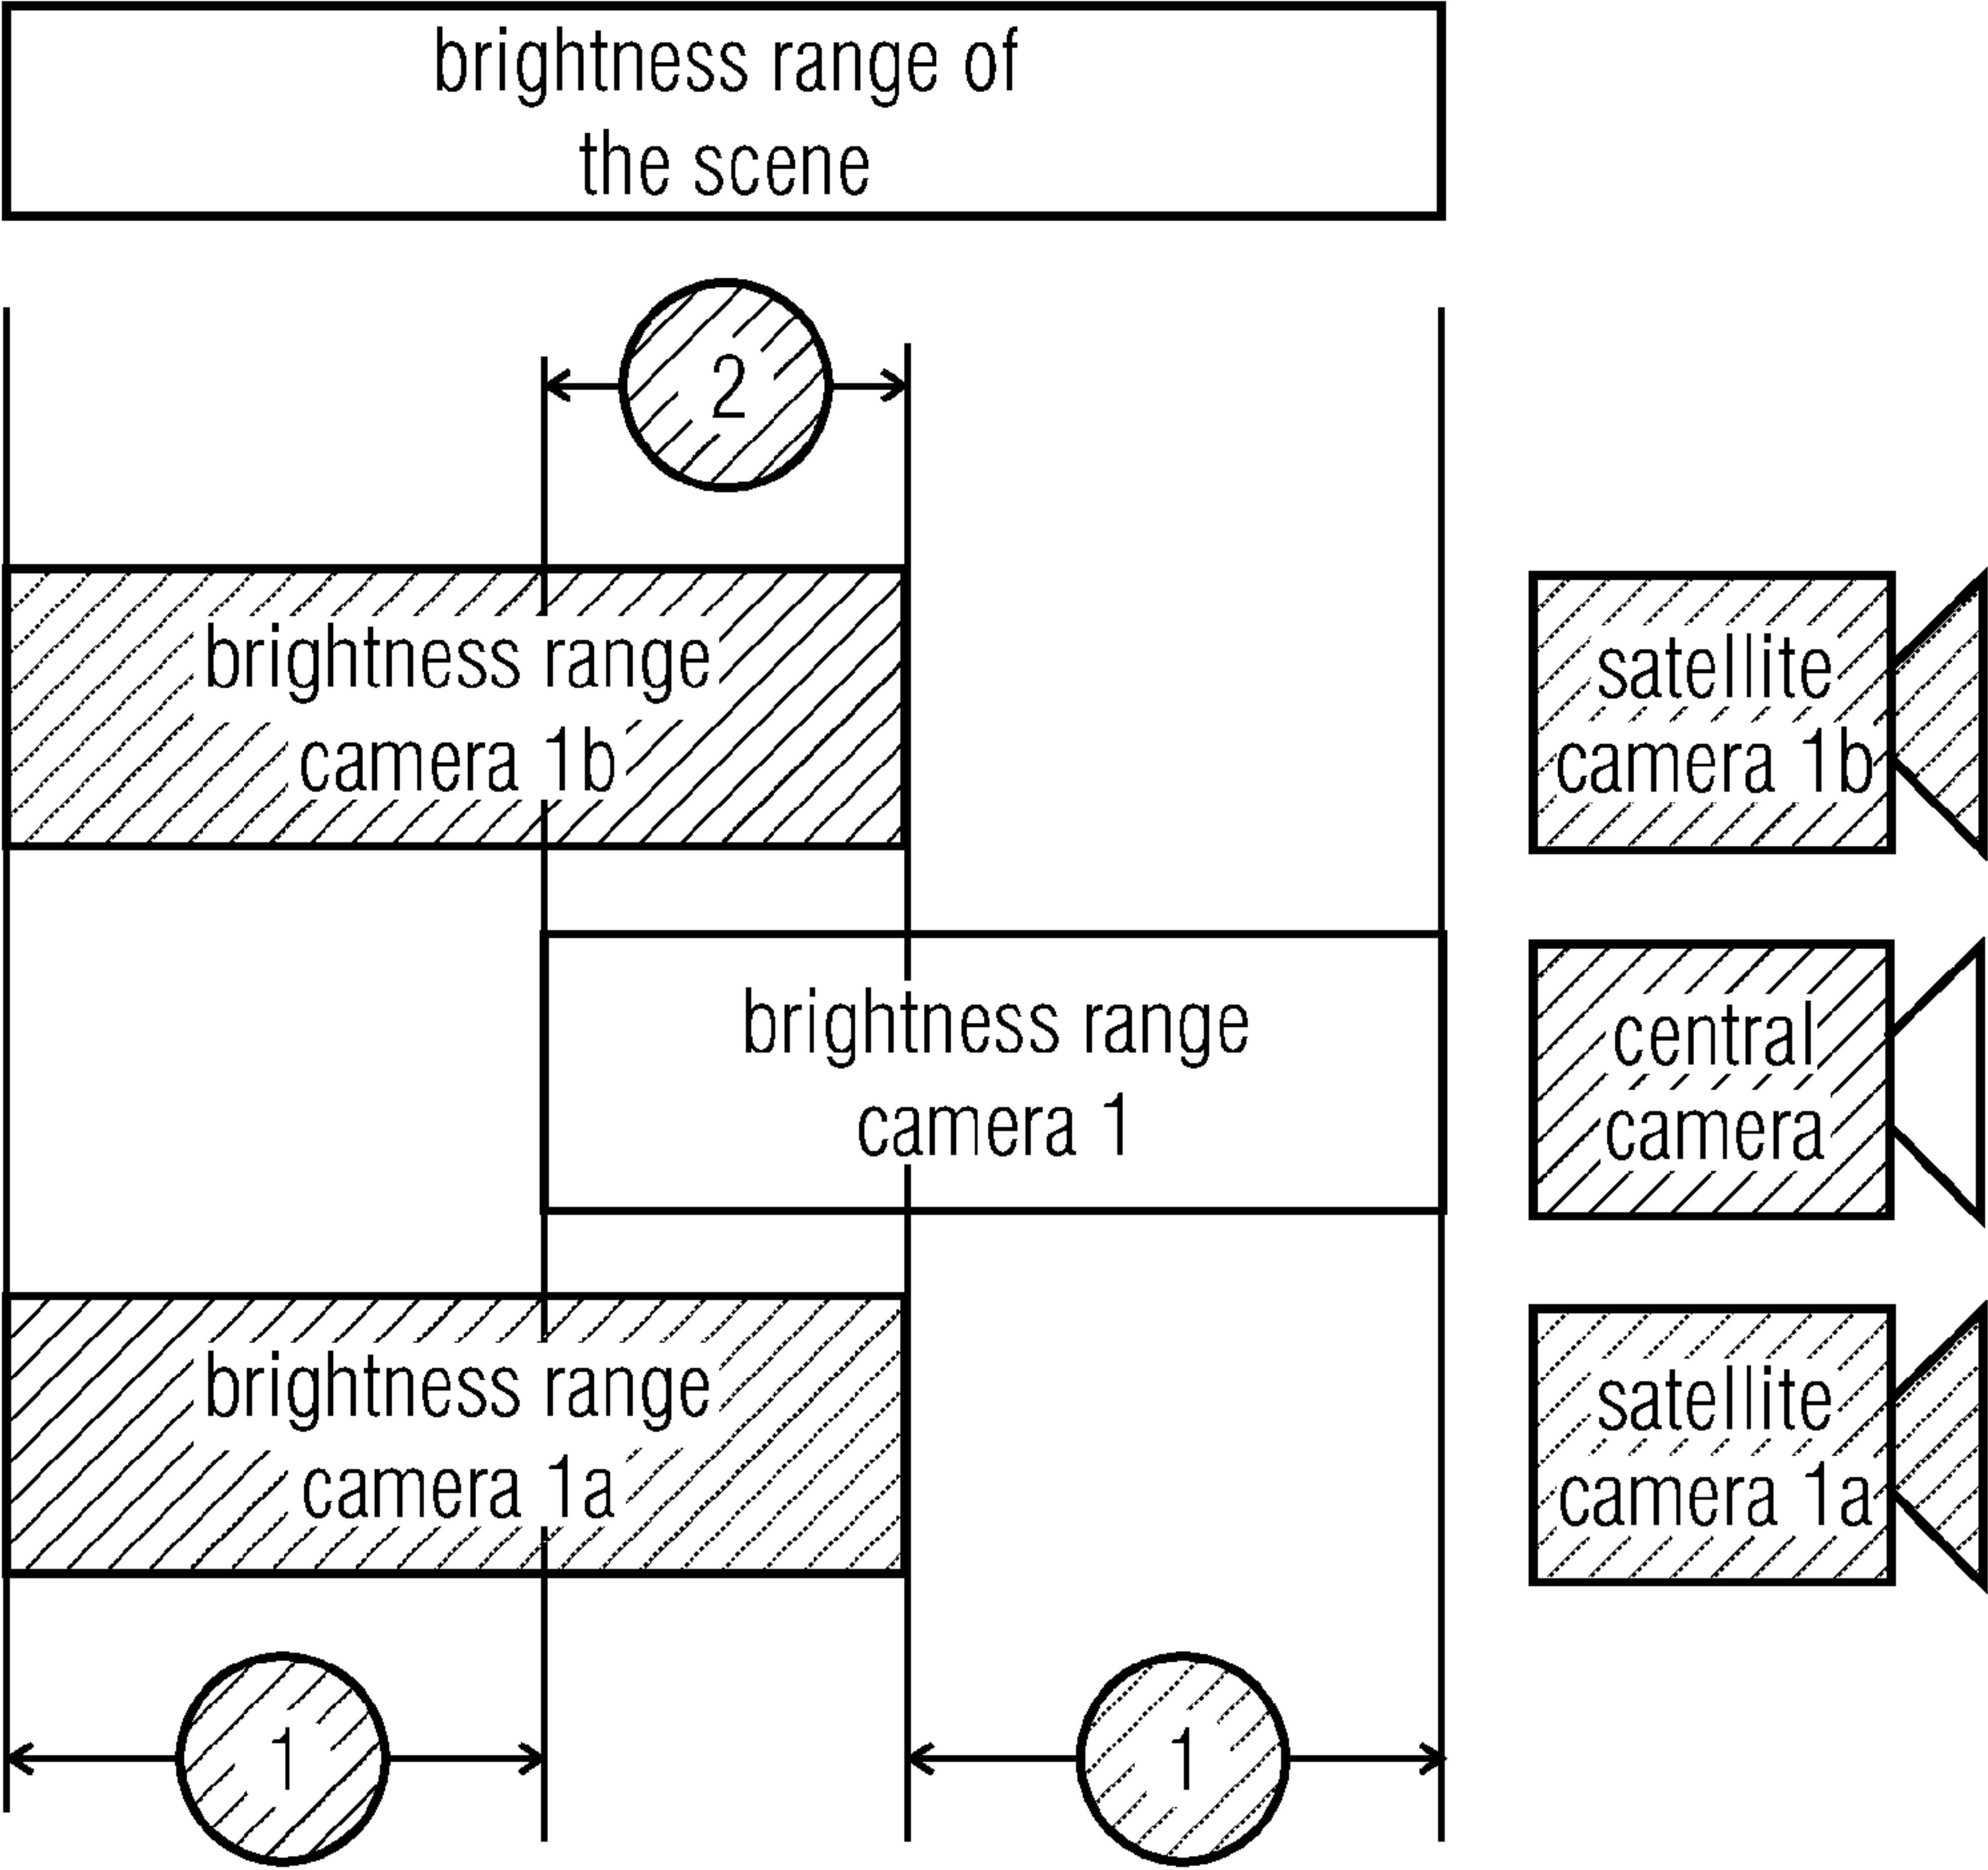 brightness range of
the scene
2
brightness range
camera 1b
satellite
camera 1b
brightness range
camera 1
central
camera
brightness range
camera 1a
satellite
camera 1a
1
1